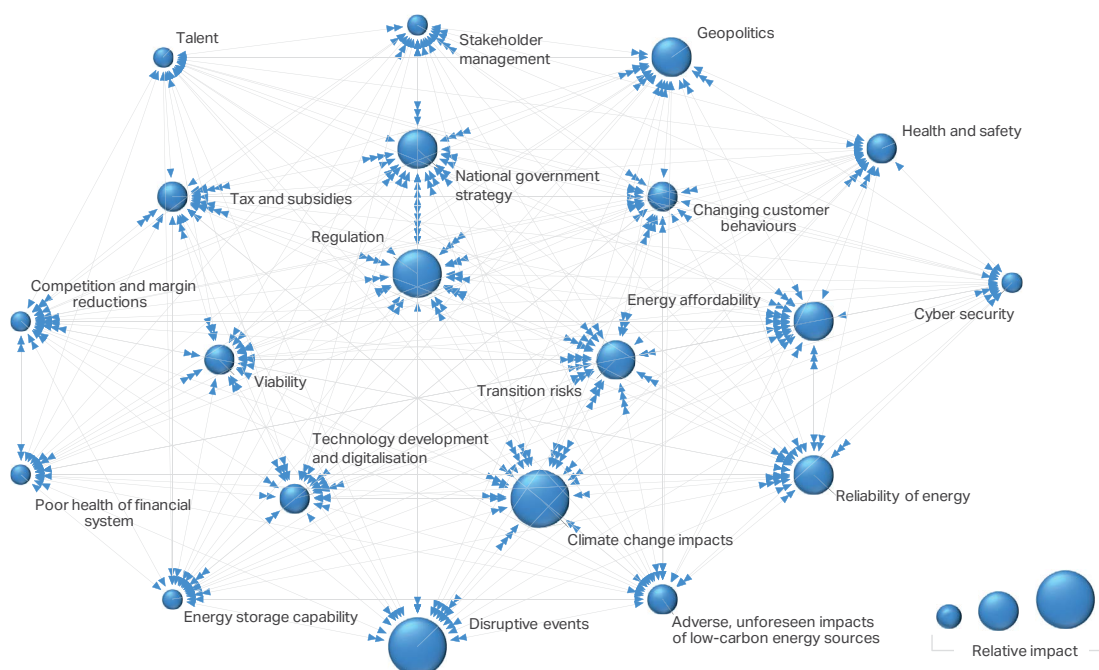 Talent
Stakeholder
management
Geopolitics
Health and safety
National government
strategy
Tax and subsidies
Changing customer
behaviours
Regulation
Competition and margin
reductions
Energy affordability
Cyber security
Viability
Transition risks
Technology development
and digitalisation
Poor health of financial
system
Reliability of energy
Climate change impacts
Energy storage capability
Disruptive events
Adverse, unforeseen impacts
of low-carbon energy sources
Relative impact